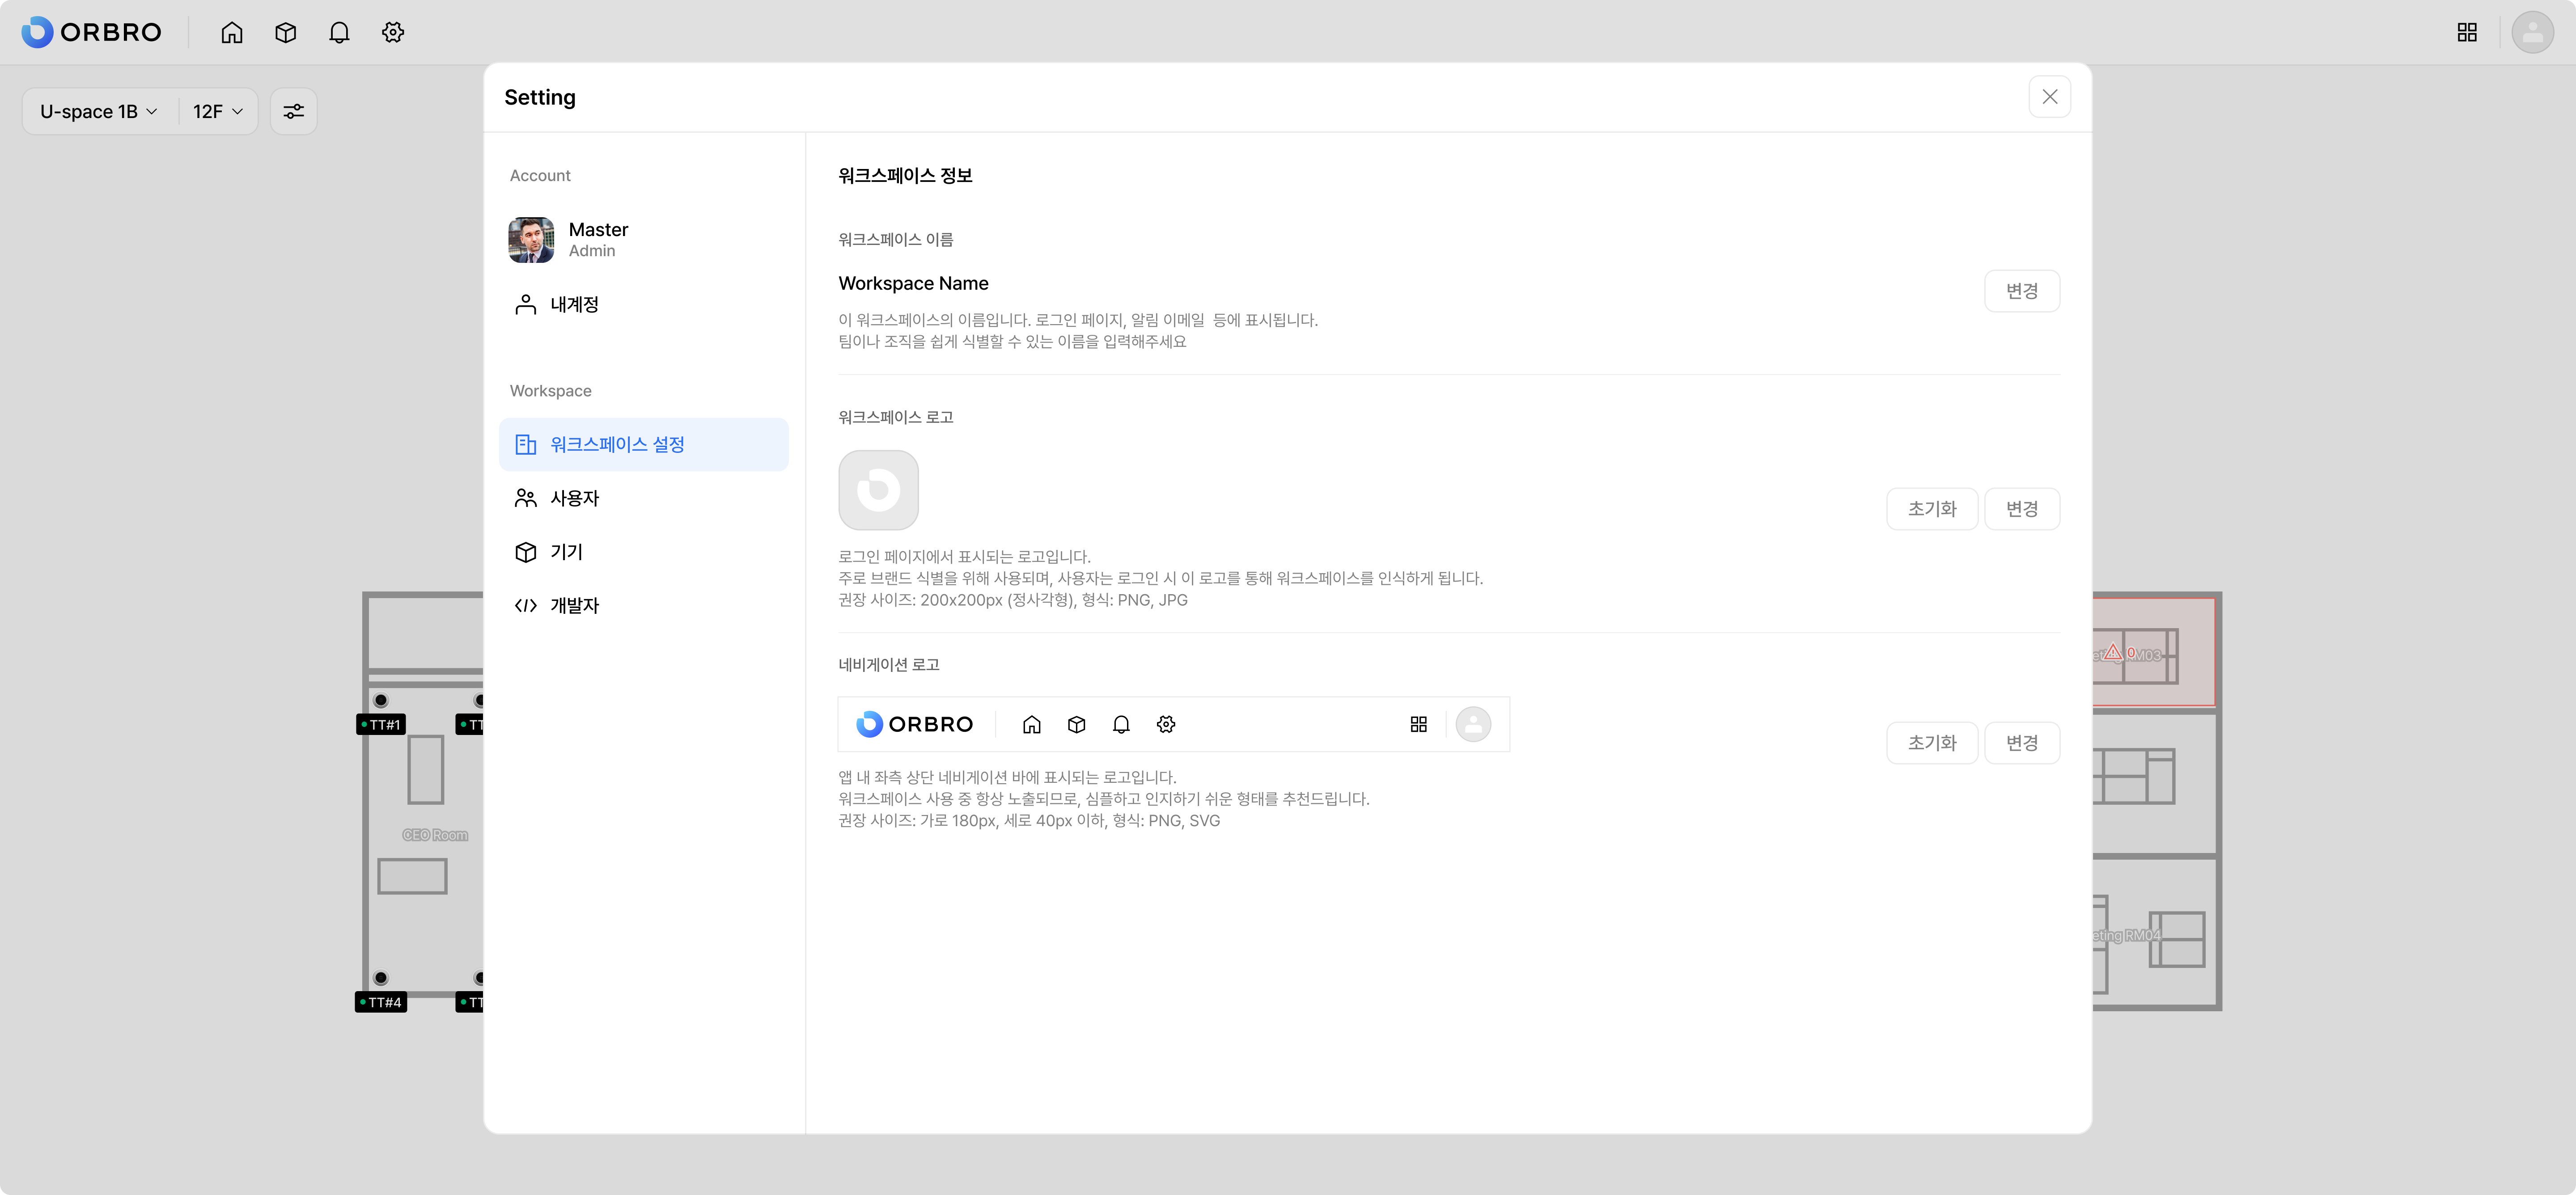 ORBRO
U-space 1B
12F
Setting
Account
Master
Admin
내계정
Workspace
워크스페이스 설정
사용자
기기
개발자
워크스페이스 정보
워크스페이스 이름
Workspace Name
변경
이 워크스페이스의 이름입니다. 로그인 페이지, 알림 이메일 등에 표시됩니다.
팀이나 조직을 쉽게 식별할 수 있는 이름을 입력해주세요
워크스페이스 로고
초기화
변경
로그인 페이지에서 표시되는 로고입니다.
주로 브랜드 식별을 위해 사용되며, 사용자는 로그인 시 이 로고를 통해 워크스페이스를 인식하게 됩니다.
권장 사이즈: 200x200px (정사각형), 형식: PNG, JPG
네비게이션 로고
ORBRO
초기화
변경
앱 내 좌측 상단 네비게이션 바에 표시되는 로고입니다.
워크스페이스 사용 중 항상 노출되므로, 심플하고 인지하기 쉬운 형태를 추천드립니다.
권장 사이즈: 가로 180px, 세로 40px 이하, 형식: PNG, SVG
TT#1
TT
CEO Room
TT#4
TT
0
RM03
eting RM04